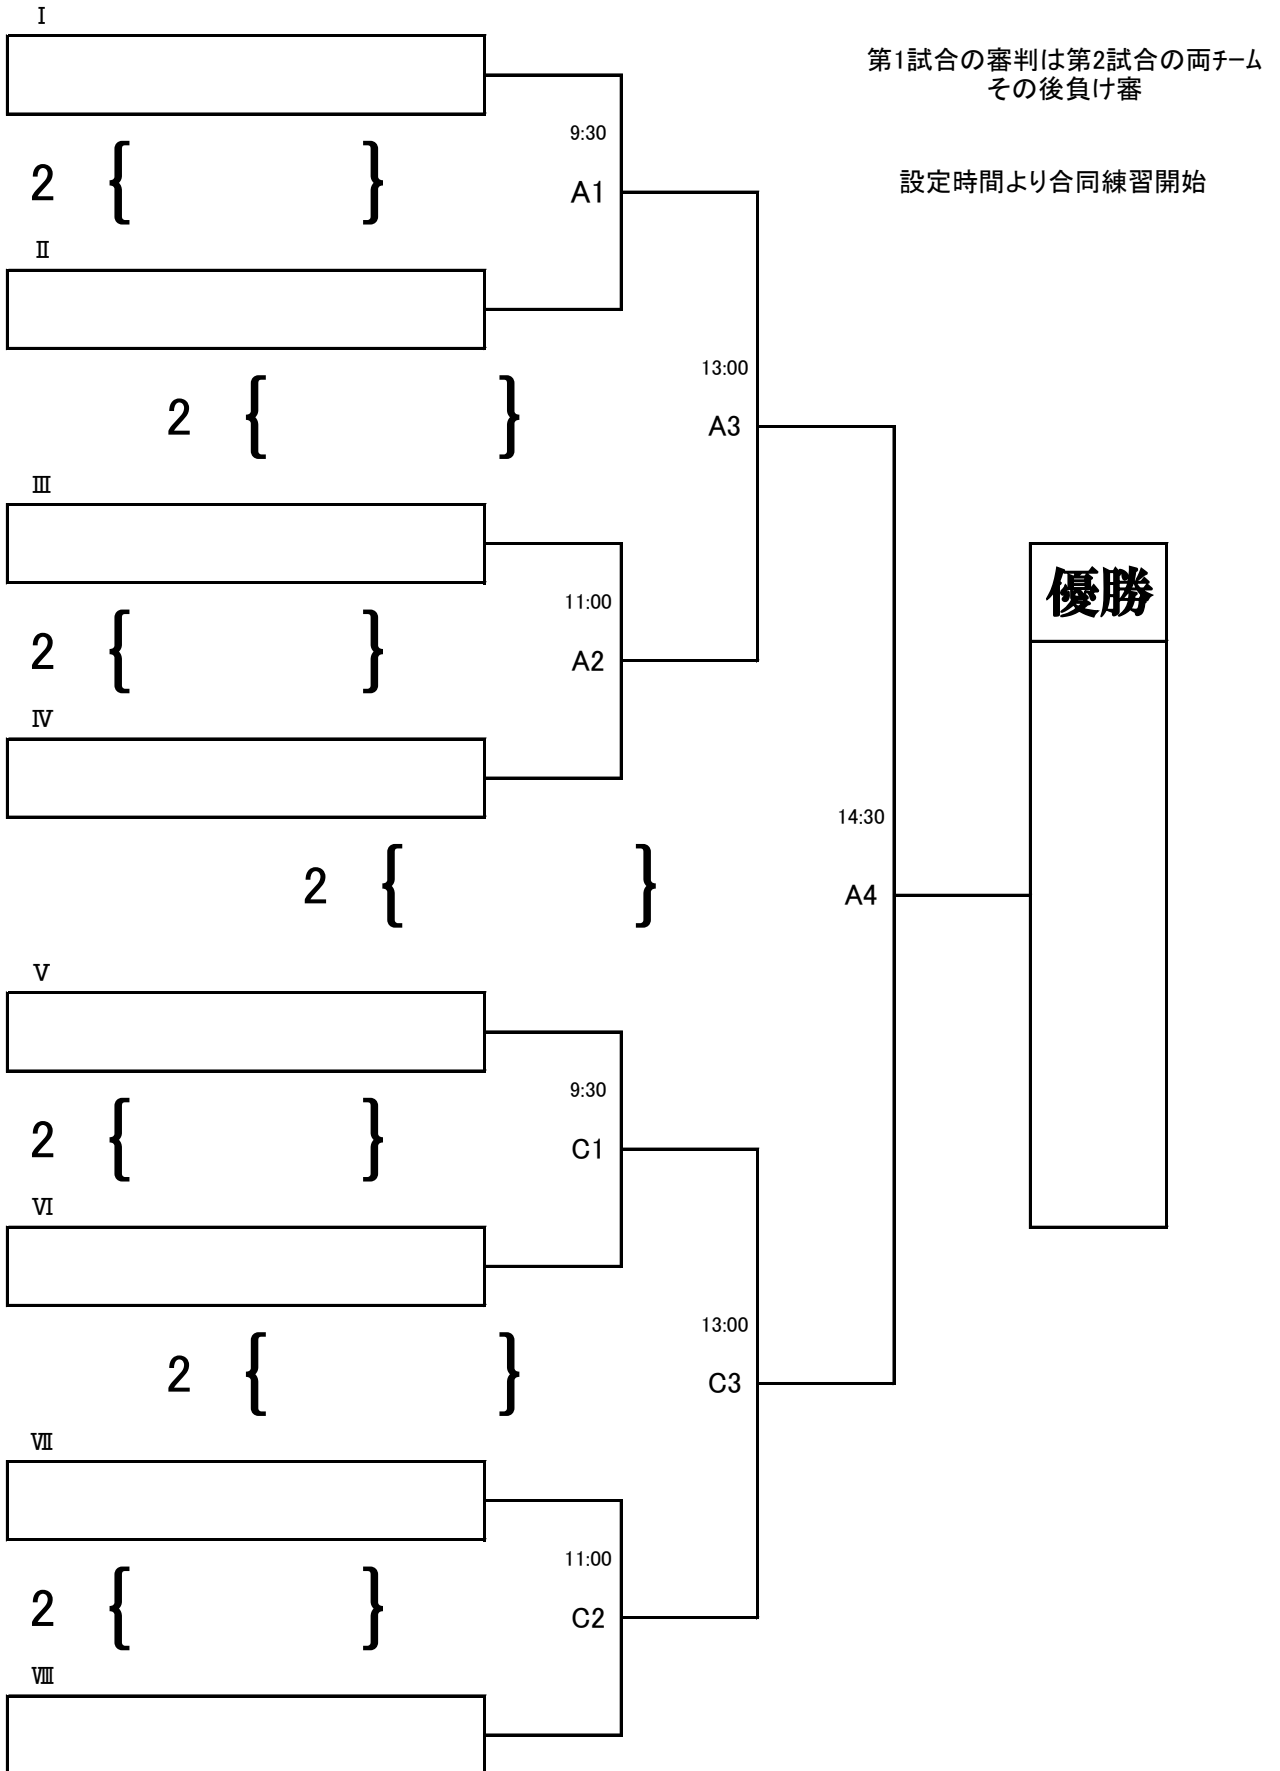 Ⅰ
第1試合の審判は第2試合の両ﾁｰﾑ
その後負け審
9:30
2 { }
A1
設定時間より合同練習開始
Ⅱ
13:00
2 { }
A3
Ⅲ
優勝
11:00
2 { }
A2
Ⅳ
14:30
2 { }
A4
Ⅴ
9:30
2 { }
C1
Ⅵ
13:00
2 { }
C3
Ⅶ
11:00
2 { }
C2
Ⅷ